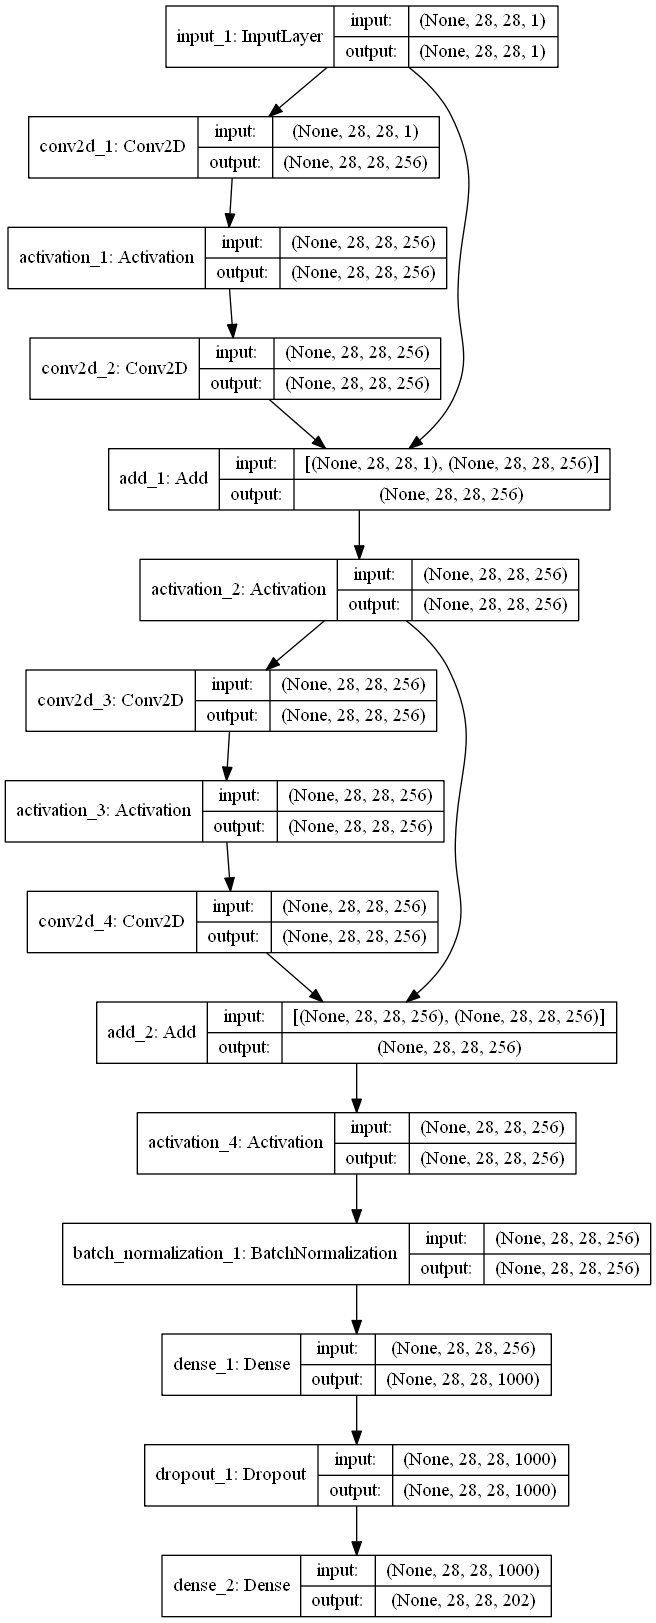 input_1: InputLayer
input: (None, 28, 28, 1)
output: (None, 28, 28, 1)
conv2d_1: Conv2D
input: (None, 28, 28, 1)
output: (None, 28, 28, 256)
activation_1: Activation
input: (None, 28, 28, 256)
output: (None, 28, 28, 256)
conv2d_2: Conv2D
input: (None, 28, 28, 256)
output: (None, 28, 28, 256)
add_1: Add
input: [(None, 28, 28, 1), (None, 28, 28, 256)]
output: (None, 28, 28, 256)
activation_2: Activation
input: (None, 28, 28, 256)
output: (None, 28, 28, 256)
conv2d_3: Conv2D
input: (None, 28, 28, 256)
output: (None, 28, 28, 256)
activation_3: Activation
input: (None, 28, 28, 256)
output: (None, 28, 28, 256)
conv2d_4: Conv2D
input: (None, 28, 28, 256)
output: (None, 28, 28, 256)
add_2: Add
input: [(None, 28, 28, 256), (None, 28, 28, 256)]
output: (None, 28, 28, 256)
activation_4: Activation
input: (None, 28, 28, 256)
output: (None, 28, 28, 256)
batch_normalization_1: BatchNormalization
input: (None, 28, 28, 256)
output: (None, 28, 28, 256)
dense_1: Dense
input: (None, 28, 28, 256)
output: (None, 28, 28, 1000)
dropout_1: Dropout
input: (None, 28, 28, 1000)
output: (None, 28, 28, 1000)
dense_2: Dense
input: (None, 28, 28, 1000)
output: (None, 28, 28, 202)